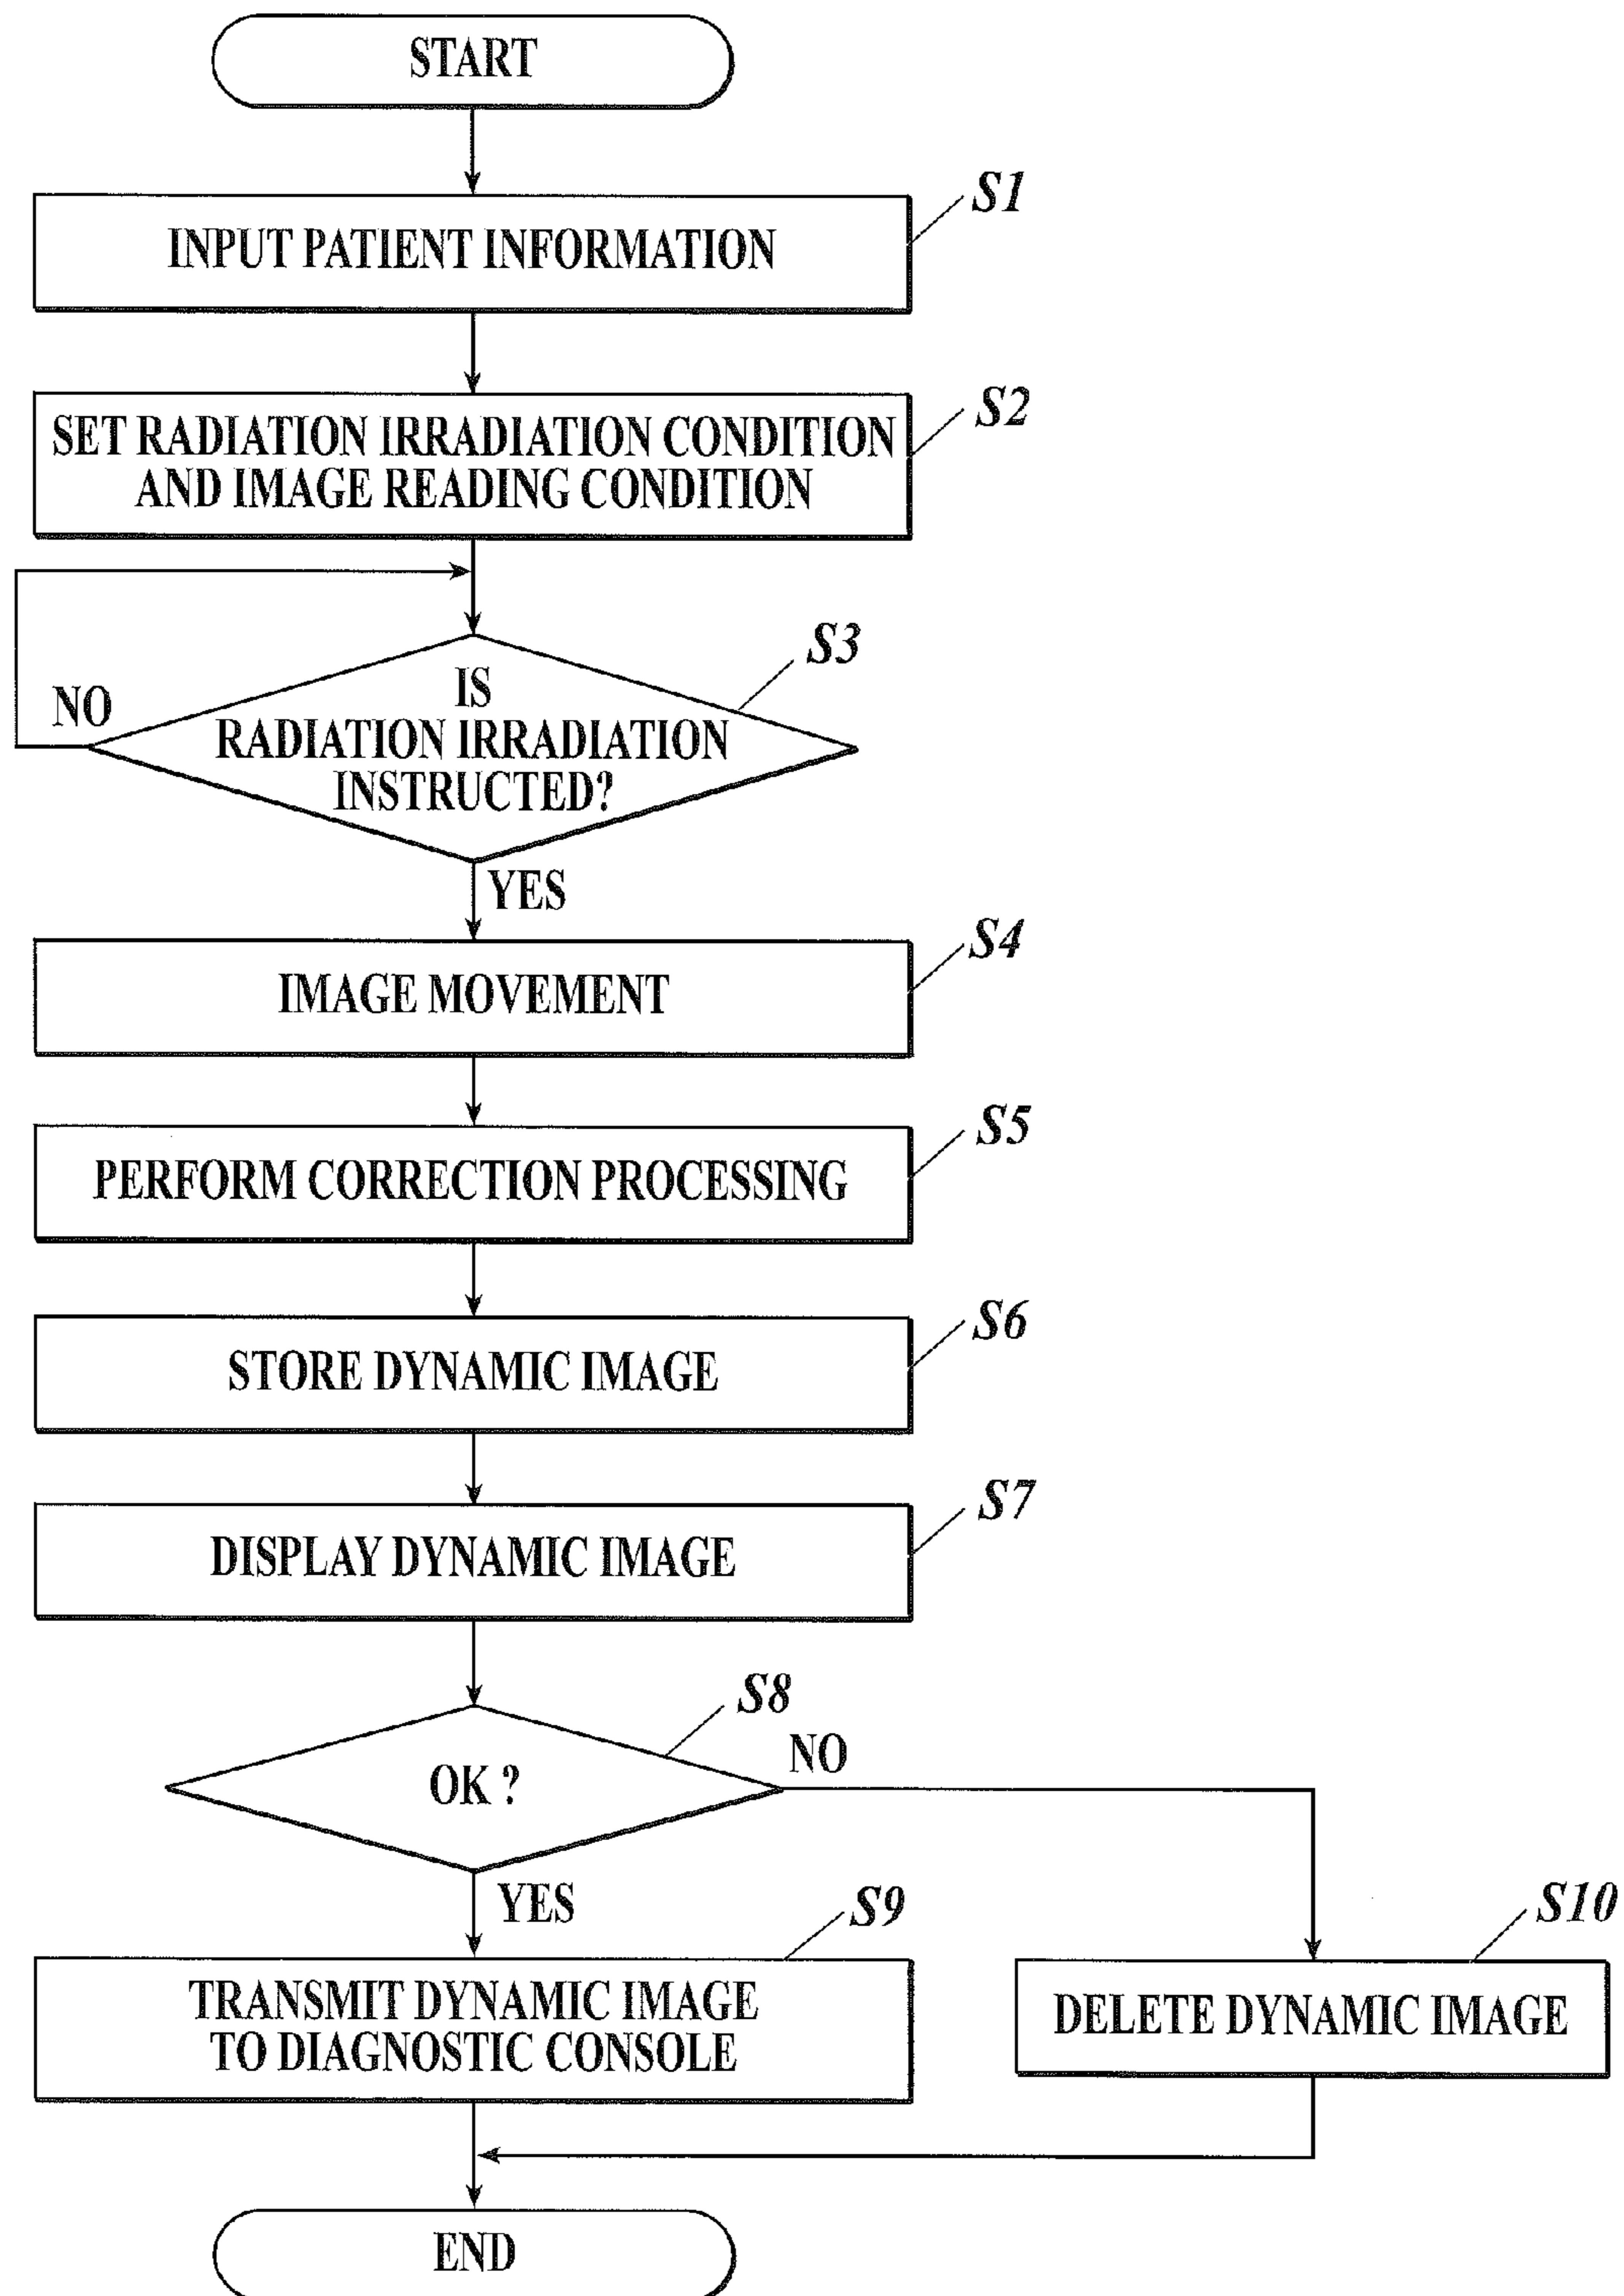 START
S1
INPUT PATIENT INFORMATION
S2
SET RADIATION IRRADIATION CONDITION
AND IMAGE READING CONDITION
S3
NO
IS
RADIATION IRRADIATION
INSTRUCTED?
YES
S4
IMAGE MOVEMENT
S5
PERFORM CORRECTION PROCESSING
S6
STORE DYNAMIC IMAGE
S7
DISPLAY DYNAMIC IMAGE
S8
NO
OK ?
YES
S9
S10
TRANSMIT DYNAMIC IMAGE
TO DIAGNOSTIC CONSOLE
DELETE DYNAMIC IMAGE
END